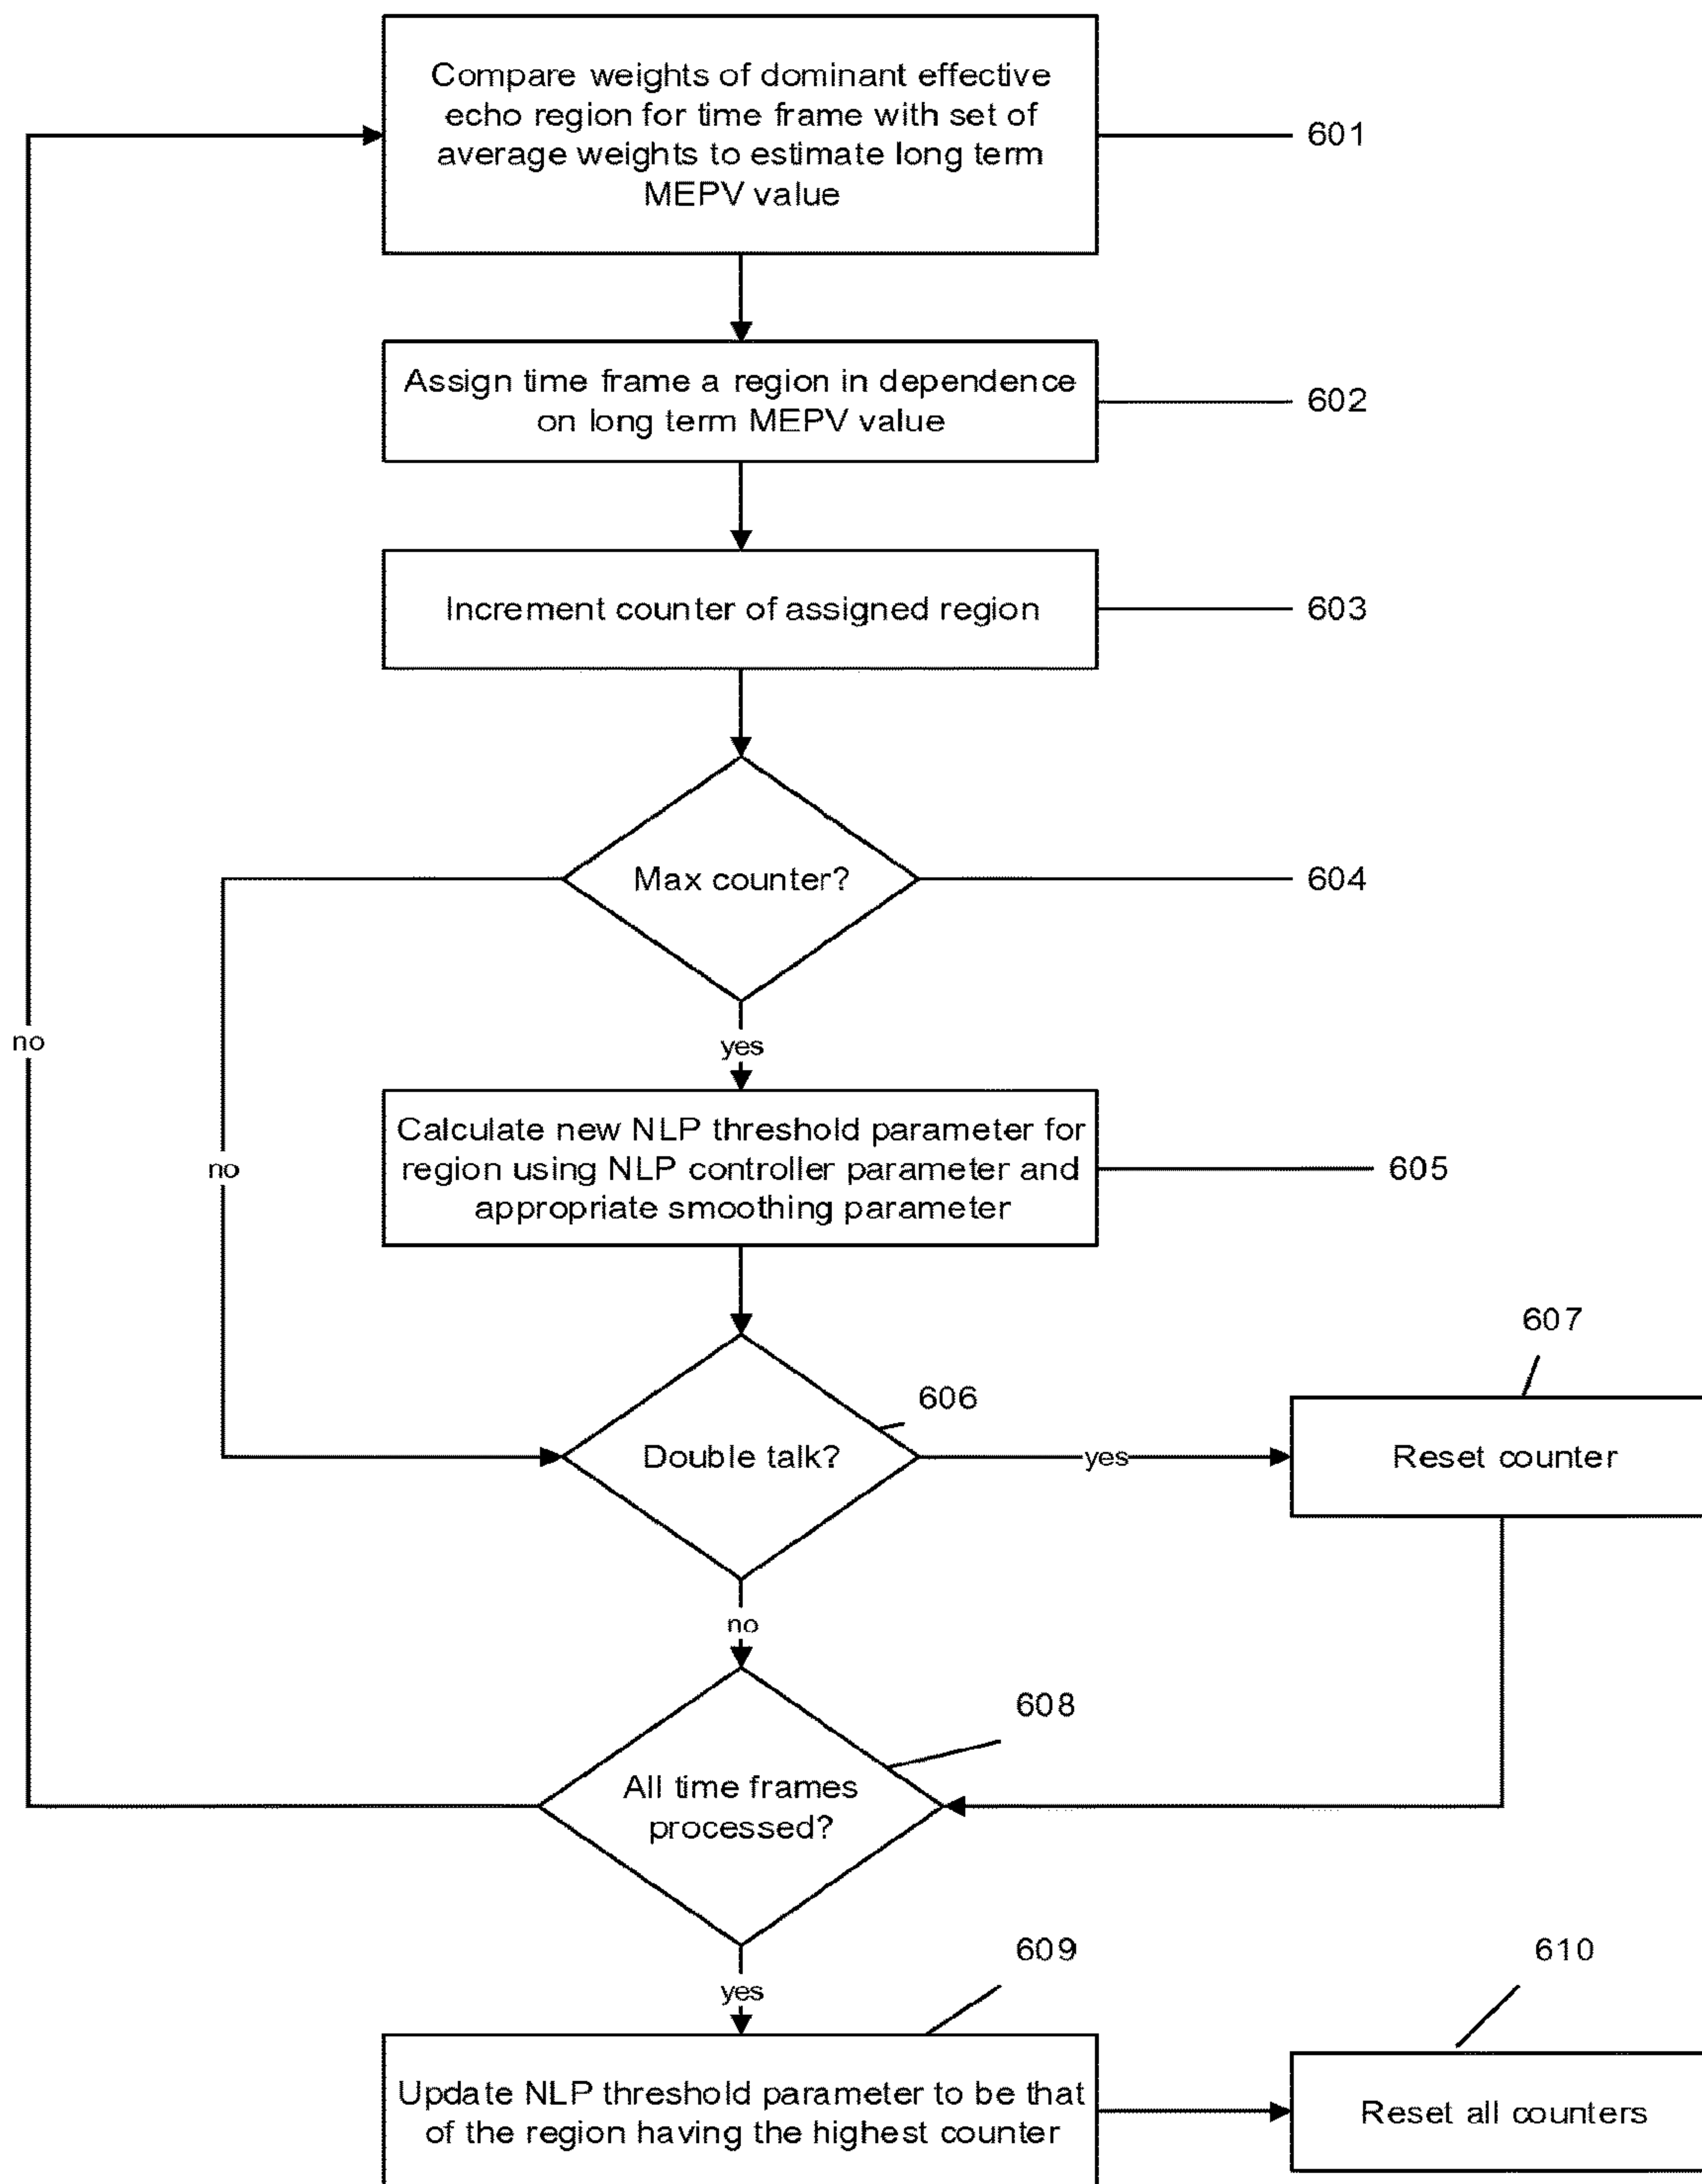 Compare weights of dominant effective
echo region for time frame with set of
average weights to estimate long term
MEPV value
601
Assign time frame a region in dependence
on long term MEPV value
602
Increment counter of assigned region
603
Max counter?
604
no
no
yes
Calculate new NLP threshold parameter for
region using NLP controller parameter and
appropriate smoothing parameter
605
607
606
Double talk?
yes
Reset counter
no
608
All time frames
processed?
609
610
yes
Update NLP threshold parameter to be that
of the region having the highest counter
Reset all counters